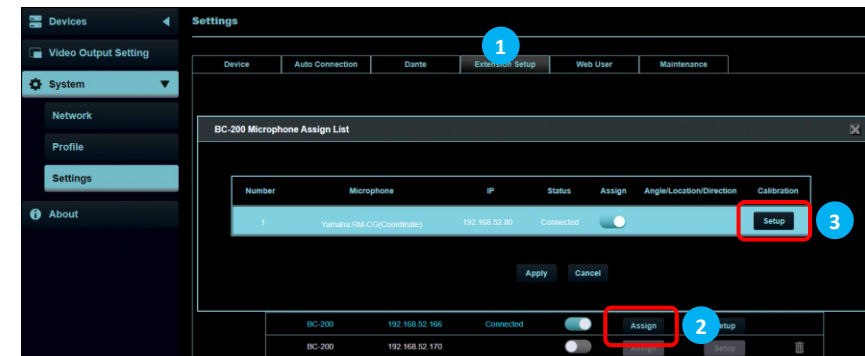 Devices
Settings
1
Video Output Setting
Device Auto Connection Dante Extension Setup Web User Maintenance
System
Network
BC-200 Microphone Assign List
Profile
Settings
Number Microphone IP Status Assign Angle/Location/Direction Calibration
About
1 Yamaha RM-CG(Coordinate) 192.168.52.80 Connected Setup 3
Apply Cancel
BC-200 192.168.52.166 Connected Assign 2 etup
BC-200 192.168.52.170 Assign Setup